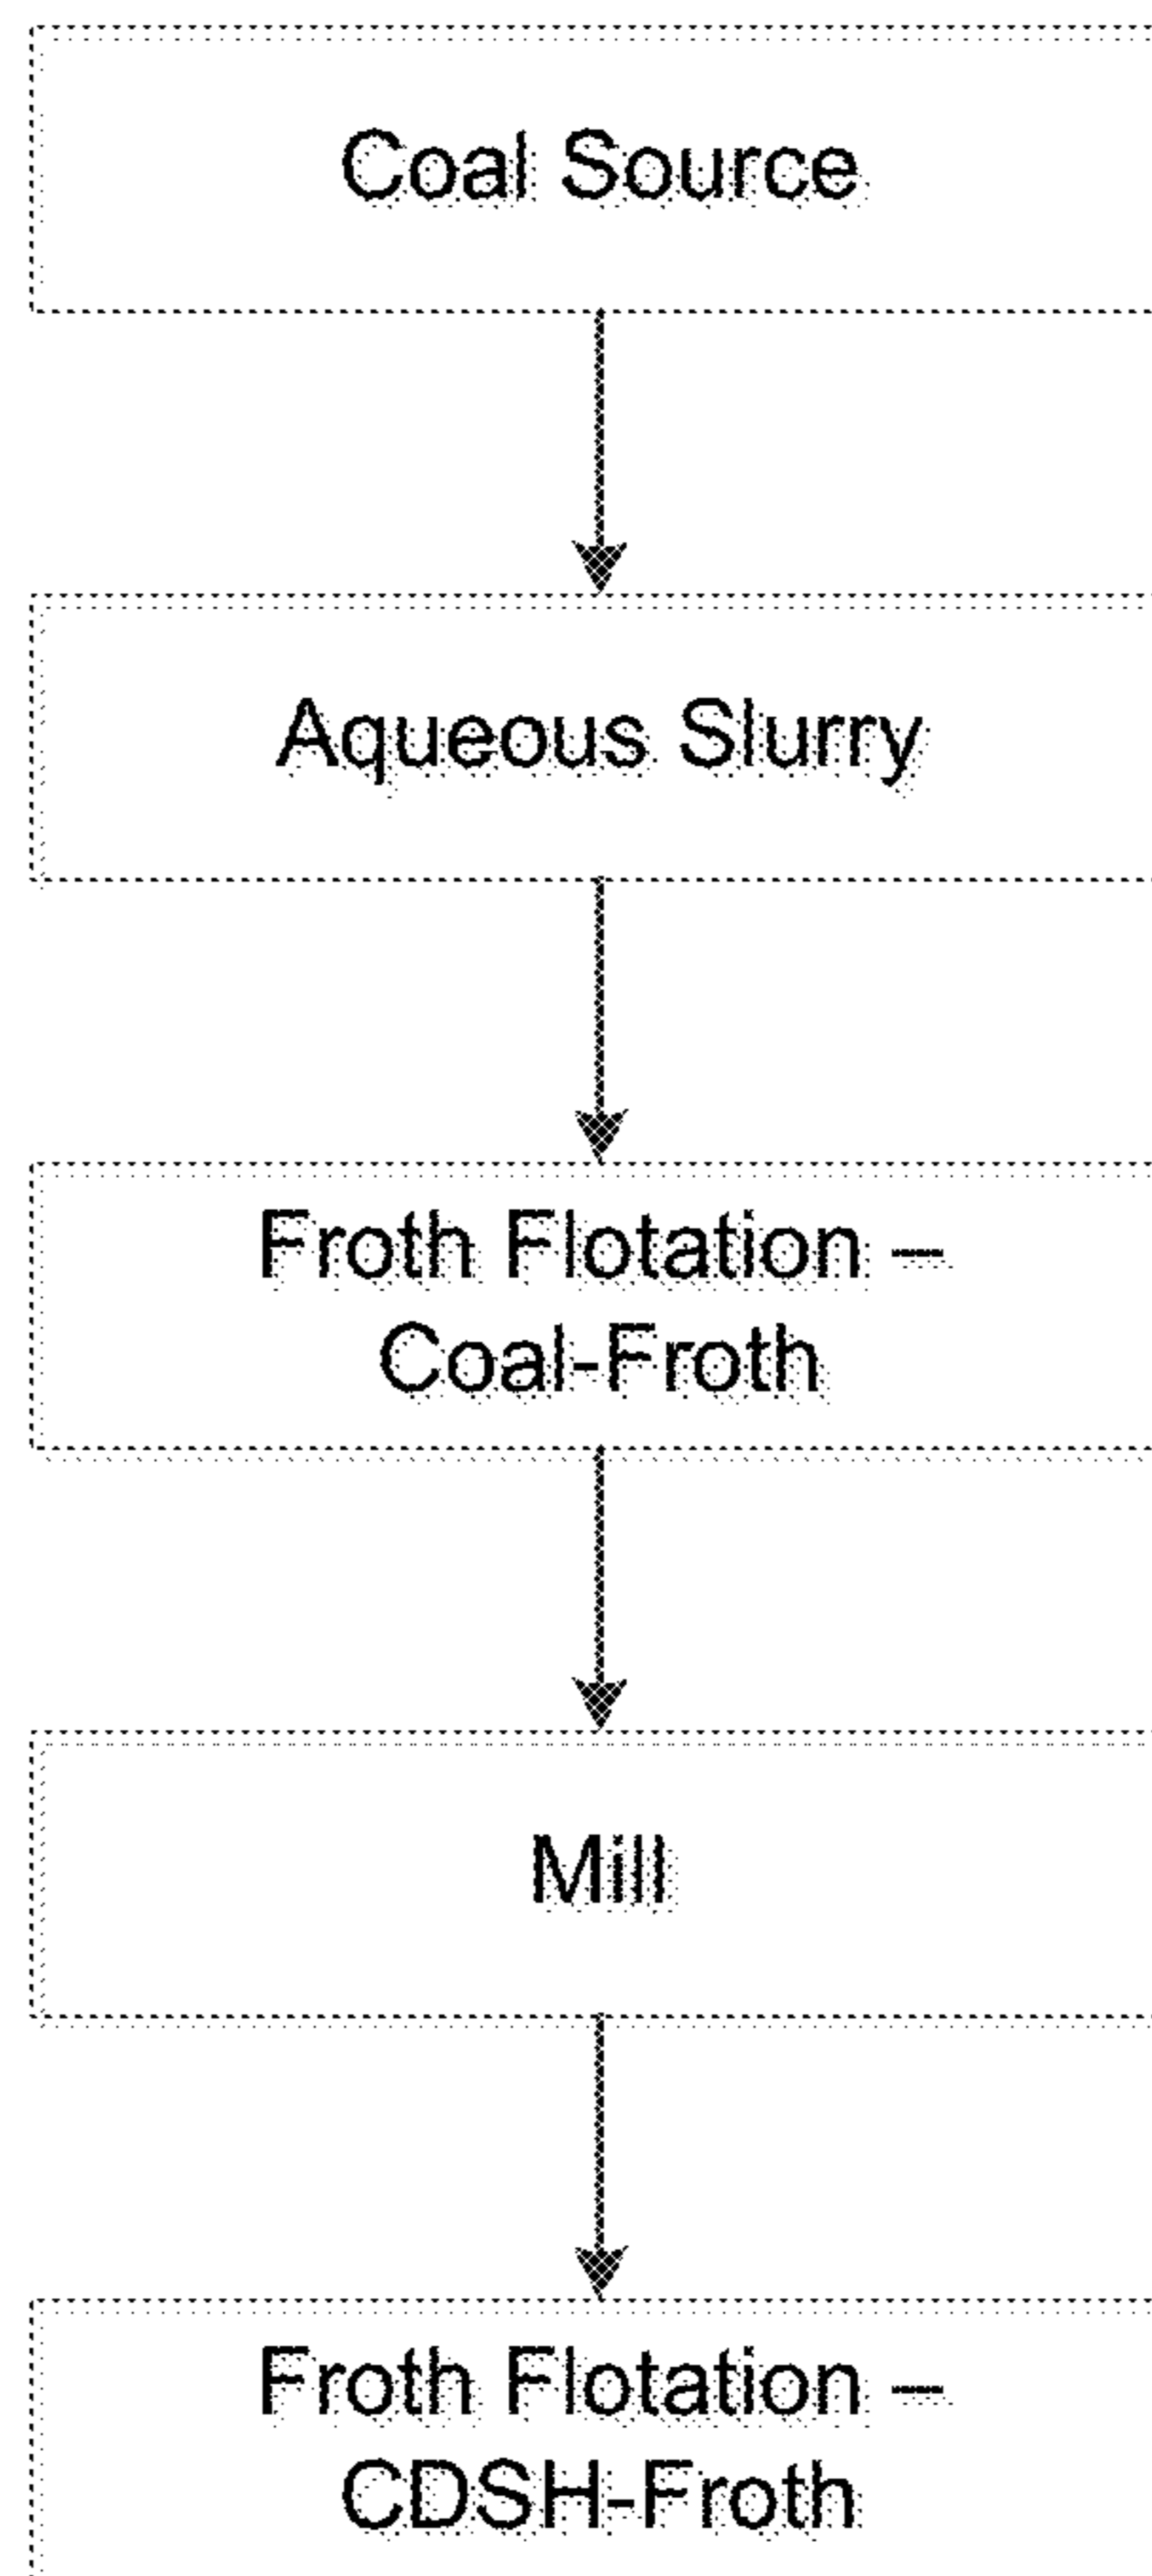 Coal Source
Aqueous Slurry
Froth Flotation –
Coal-Froth
Mill
Froth Flotation –
CDSH-Froth